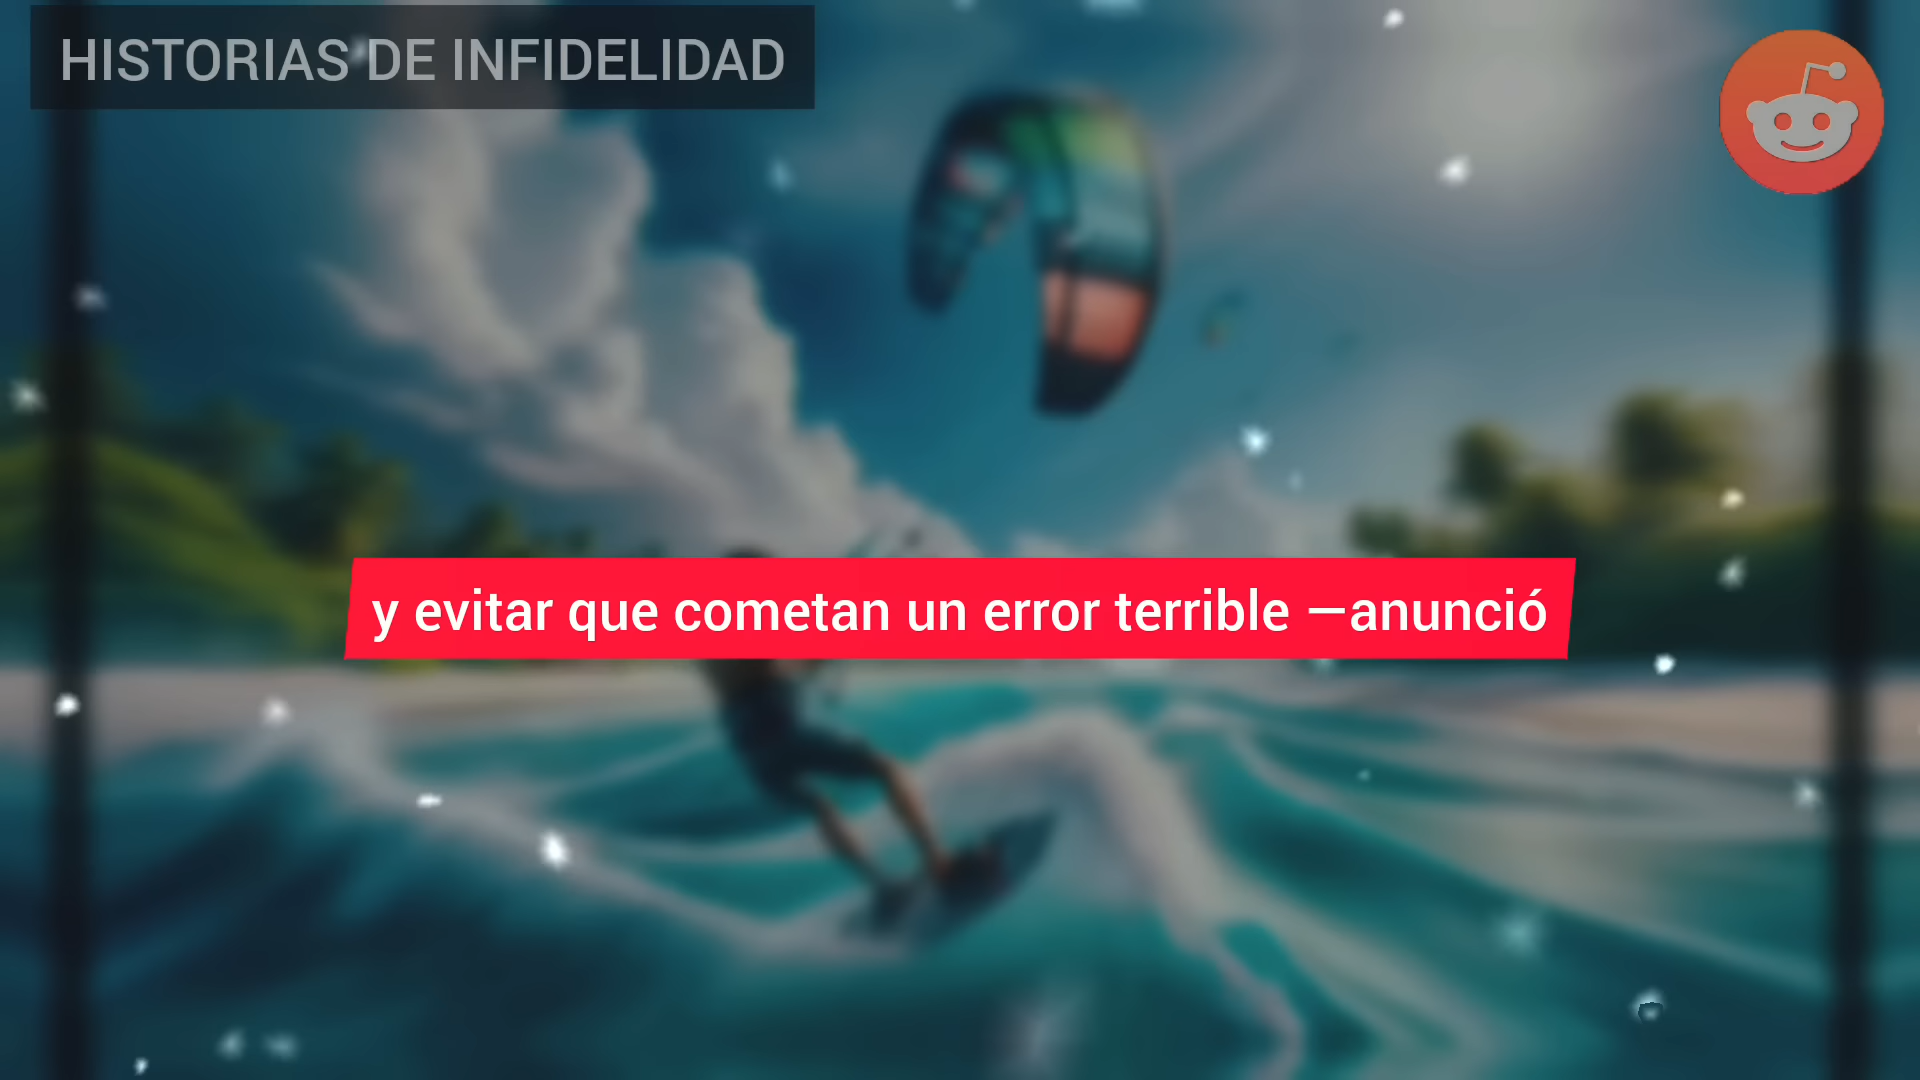 HISTORIAS DE INFIDELIDAD
y evitar que cometan un error terrible —anunció